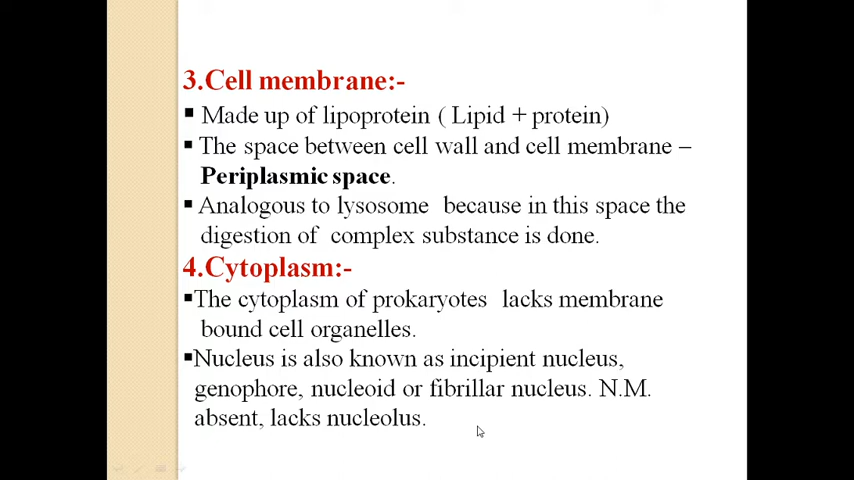 3.Cell membrane:-
▪ Made up of lipoprotein ( Lipid + protein)
▪ The space between cell wall and cell membrane –
Periplasmic space.
▪ Analogous to lysosome because in this space the
digestion of complex substance is done.
4.Cytoplasm:-
▪The cytoplasm of prokaryotes lacks membrane
bound cell organelles.
▪Nucleus is also known as incipient nucleus,
genophore, nucleoid or fibrillar nucleus. N.M.
absent, lacks nucleolus.